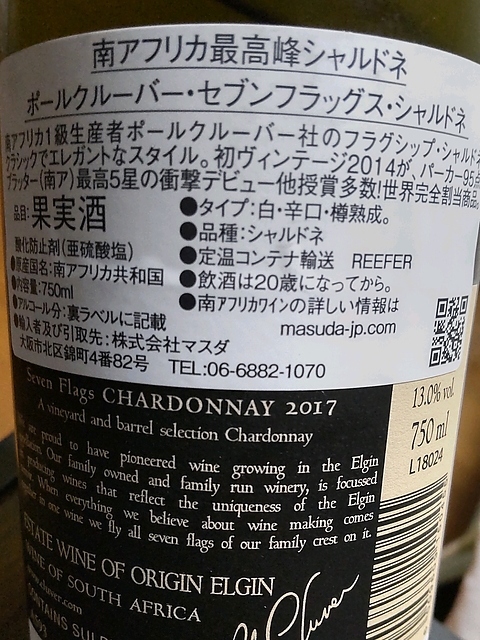 南アフリカ最高峰シャルドネ
ポールクルーバー・セブンフラッグス・シャルドネ
南アフリカ1級生産者ポールクルーバー社のフラグシップ・シャルドネ
クラシックでエレガントなスタイル。初ヴィンテージ2014が、パーカー95点
プラッター(南ア)最高5星の衝撃デビュー他授賞多数!世界完全割当商品。
品目:果実酒
酸化防止剤(亜硫酸塩)
●原産国名:南アフリカ共和国
●内容量:750ml
●アルコール分:裏ラベルに記載
●輸入者及び引取先:株式会社マスダ
大阪市北区錦町4番82号 TEL:06-6882-1070
●タイプ:白・辛口・樽熟成。
●品種:シャルドネ
●定温コンテナ輸送 REEFER
●飲酒は20歳になってから。
●南アフリカワインの詳しい情報は
masuda-jp.com
Seven Flags CHARDONNAY 2017
A vineyard and barrel selection Chardonnay
are proud to have pioneered wine growing in the Elgin
Our family owned and family run winery, is focussed
producing wines that reflect the uniqueness of the Elgin
When everything we believe about wine making comes
is one wine we fly all seven flags of our family crest on it.
ESTATE WINE OF ORIGIN ELGIN
WINE OF SOUTH AFRICA
cluver.com
CONTAINS
13.0% vol.
750 ml
L18024